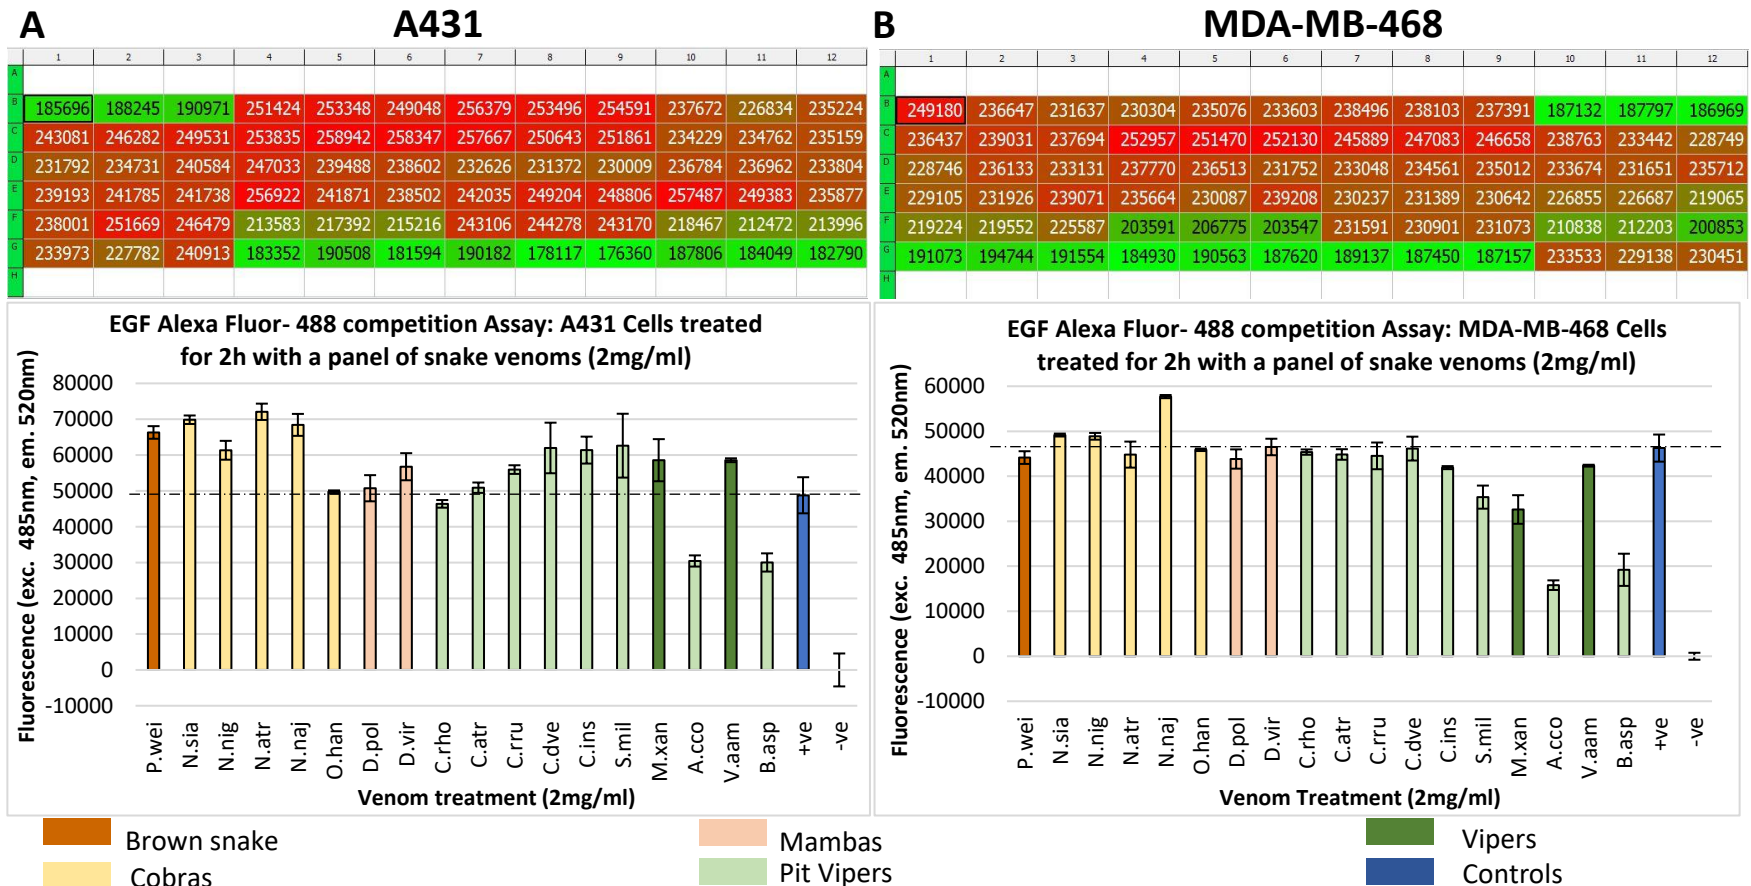 A A431
1 2 3 4 5 6 7 8 9 10 11 12
A
B 185696 188245 190971 251424 253348 249048 256379 253496 254591 237672 226834 235224
C 243081 246282 249531 253835 258942 258347 257667 250643 251861 234229 234762 235159
D 231792 234731 240584 247033 239488 238602 232626 231372 230009 236784 236962 233804
E 239193 241785 241738 256922 241871 238502 242035 249204 248806 257487 249383 235877
F 238001 251669 246479 213583 217392 215216 243106 244278 243170 218467 212472 213996
G 233973 227782 240913 183352 190508 181594 190182 178117 176360 187806 184049 182790
H
B MDA-MB-468
1 2 3 4 5 6 7 8 9 10 11 12
A
B 249180 236647 231637 230304 235076 233603 238496 238103 237391 187132 187797 186969
C 236437 239031 237694 252957 251470 252130 245889 247083 246658 238763 233442 228749
D 228746 236133 233131 237770 236513 231752 233048 234561 235012 233674 231651 235712
E 229105 231926 239071 235664 230087 239208 230237 231389 230642 226855 226687 219065
F 219224 219552 225587 203591 206775 203547 231591 230901 231073 210838 212203 200853
G 191073 194744 191554 184930 190563 187620 189137 187450 187157 233533 229138 230451
H
EGF Alexa Fluor- 488 competition Assay: A431 Cells treated
for 2h with a panel of snake venoms (2mg/ml)
Fluorescence (exc. 485nm, em. 520nm)
80000
70000
60000
50000
40000
30000
20000
10000
0
-10000
P.wei N.sia N.nig N.atr N.naj O.han D.pol D.vir C.rho C.atr C.rru C.dve C.ins S.mil M.xan A.cco V.aam B.asp +ve -ve
Venom treatment (2mg/ml)
EGF Alexa Fluor- 488 competition Assay: MDA-MB-468 Cells
treated for 2h with a panel of snake venoms (2mg/ml)
Fluorescence (exc. 485nm, em. 520nm)
60000
50000
40000
30000
20000
10000
0
-10000
P.wei N.sia N.nig N.atr N.naj O.han D.pol D.vir C.rho C.atr C.rru C.dve C.ins S.mil M.xan A.cco V.aam B.asp +ve -ve
Venom Treatment (2mg/ml)
Brown snake Mambas Vipers
Cobras Pit Vipers Controls